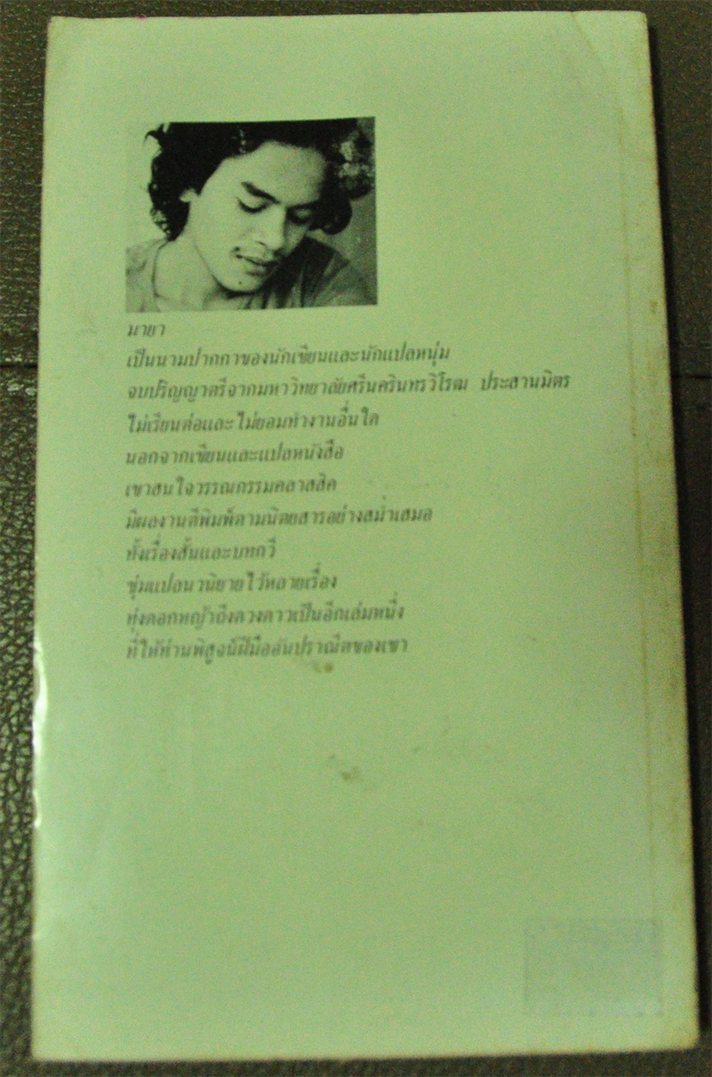 มายา
เป็นนามปากกาของนักเขียนและนักแปลหนุ่ม
จบปริญญาตรีจากมหาวิทยาลัยศรีนครินทรวิโรฒ ประสานมิตร
ไม่เรียนต่อและไม่ยอมทำงานอื่นใด
นอกจากเขียนและแปลหนังสือ
เขาสนใจวรรณกรรมคลาสสิค
มีผลงานตีพิมพ์ตามนิตยสารอย่างสม่ำเสมอ
ทั้งเรื่องสั้นและบทกวี
ซุ่มแปลนวนิยายไว้หลายเรื่อง
ทุ่งดอกหญ้าถึงดวงดาวเป็นอีกเล่มหนึ่ง
ที่ให้ท่านพิสูจน์ฝีมืออันปราณีตของเขา